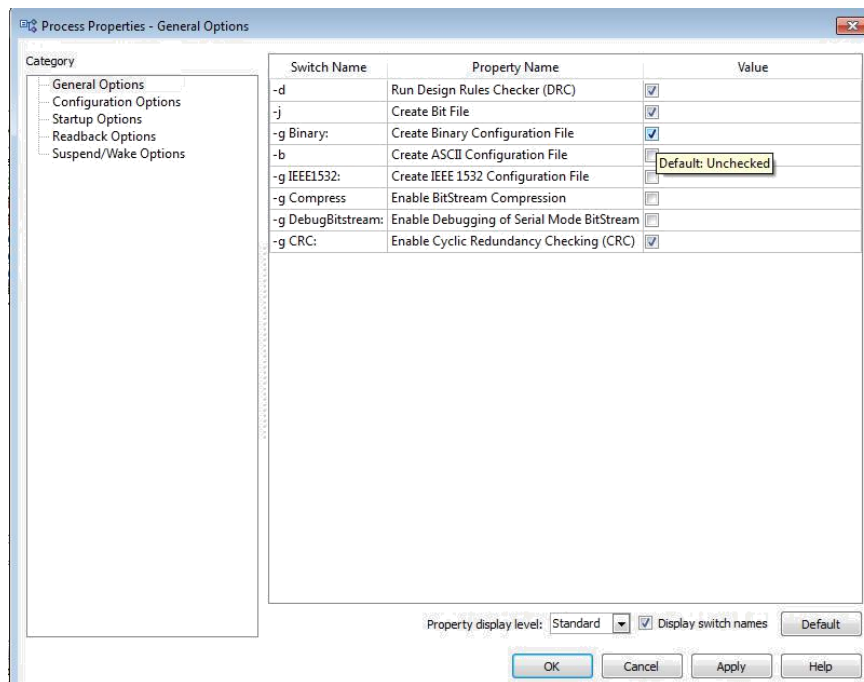 Process Properties - General Options
Category
General Options
Configuration Options
Startup Options
Readback Options
Suspend/Wake Options
Switch Name Property Name Value
-d Run Design Rules Checker (DRC)
-j Create Bit File
-g Binary: Create Binary Configuration File
-b Create ASCII Configuration File
Default: Unchecked
-g IEEE1532: Create IEEE 1532 Configuration File
-g Compress Enable BitStream Compression
-g DebugBitstream: Enable Debugging of Serial Mode BitStream
-g CRC: Enable Cyclic Redundancy Checking (CRC)
Property display level: Standard Display switch names Default
OK Cancel Apply Help